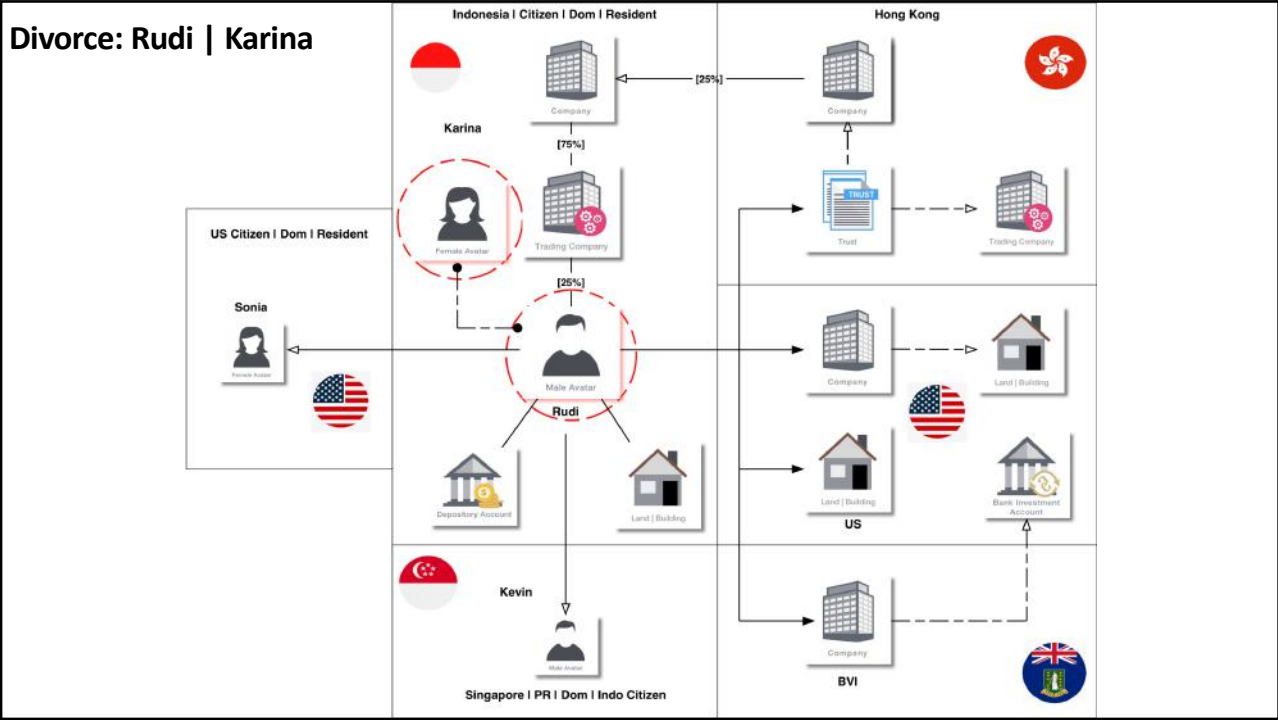 Divorce: Rudi | Karina
Indonesia I Citizen I Dom I Resident
Hong Kong
Company
[25%]
Company
Karina
[75%]
TRUST
Female Avatar
Trading Company
Trust
Trading Company
US Citizen I Dom I Resident
[25%]
Sonia
Female Avatar
Male Avatar
Rudi
Company
Land | Building
Depository Account
Land | Building
Land | Building
US
Bank Investment
Account
Kevin
Male Avatar
Singapore I PR I Dom I Indo Citizen
Company
BVI